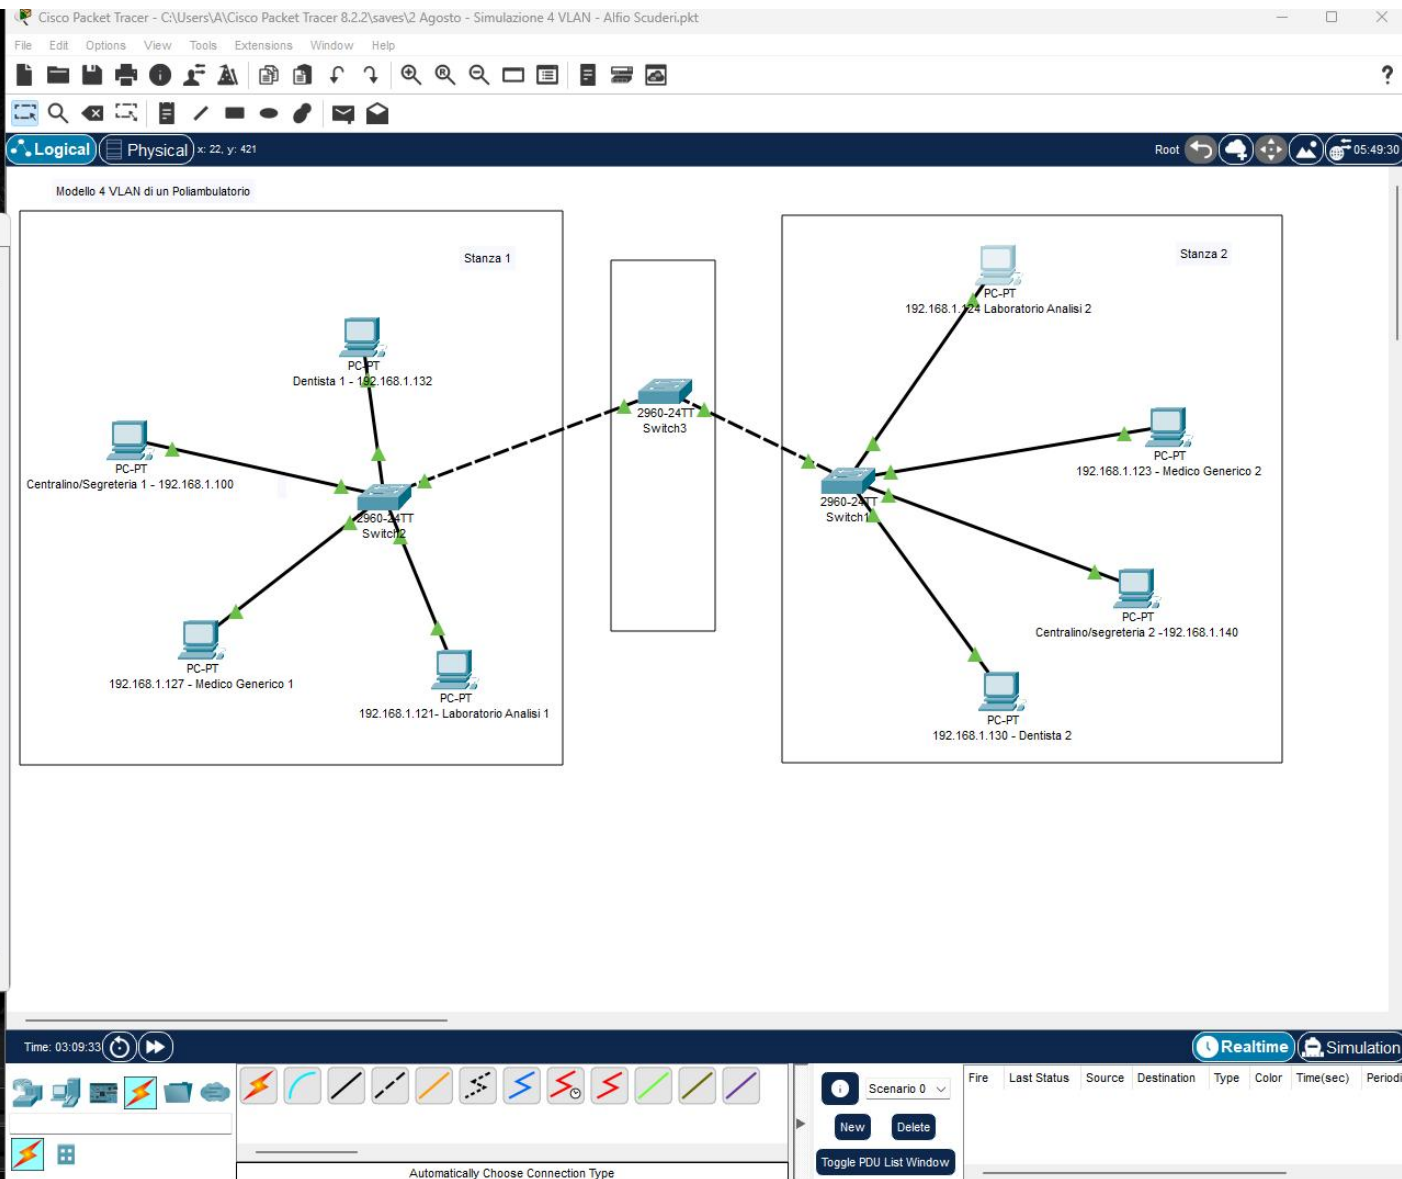 Cisco Packet Tracer - C:\Users\A\Cisco Packet Tracer 8.2.2\saves\2 Agosto - Simulazione 4 VLAN - Alfio Scuderi.pkt
File Edit Options View Tools Extensions Window Help
Logical Physical x: 22, y: 421 Root 05:49:30
Modello 4 VLAN di un Poliambulatorio
Stanza 1
PC-PT
Dentista 1 - 192.168.1.132
PC-PT
Centralino/Segreteria 1 - 192.168.1.100
2960-24TT
Switch2
PC-PT
192.168.1.127 - Medico Generico 1
PC-PT
192.168.1.121- Laboratorio Analisi 1
2960-24TT
Switch3
Stanza 2
PC-PT
192.168.1.124 Laboratorio Analisi 2
PC-PT
192.168.1.123 - Medico Generico 2
2960-24TT
Switch1
PC-PT
Centralino/segreteria 2 -192.168.1.140
PC-PT
192.168.1.130 - Dentista 2
Time: 03:09:33 Realtime Simulation
Scenario 0
New Delete
Toggle PDU List Window
Fire Last Status Source Destination Type Color Time(sec) Periodi
Automatically Choose Connection Type